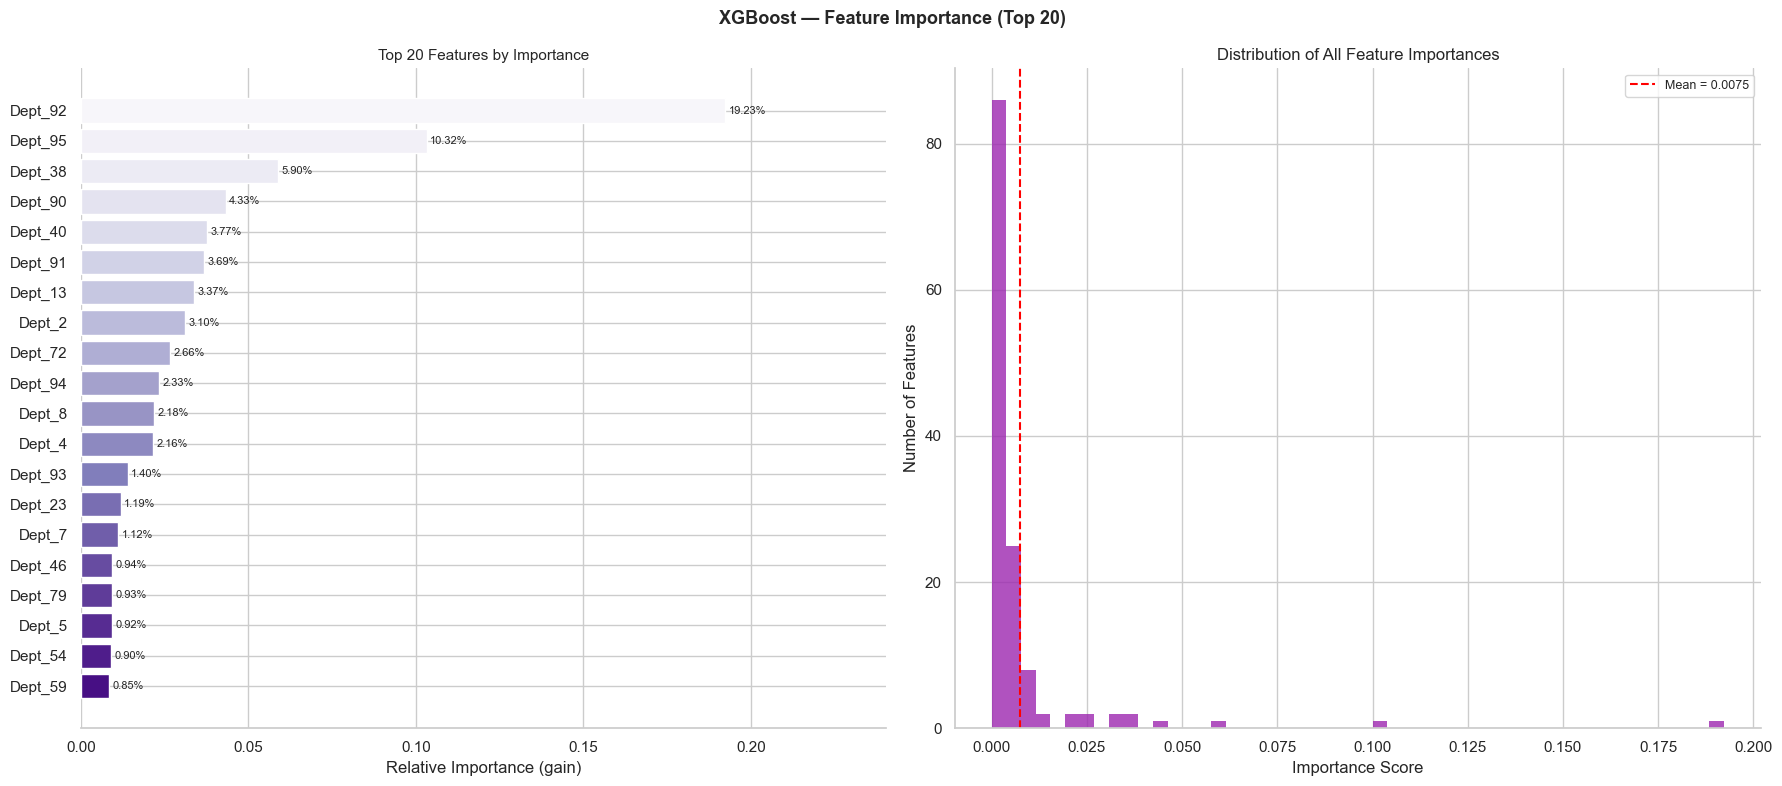 XGBoost — Feature Importance (Top 20)
Top 20 Features by Importance
Dept_92 19.23%
Dept_95 10.32%
Dept_38 5.90%
Dept_90 4.33%
Dept_40 3.77%
Dept_91 3.69%
Dept_13 3.37%
Dept_2 3.10%
Dept_72 2.66%
Dept_94 2.33%
Dept_8 2.18%
Dept_4 2.16%
Dept_93 1.40%
Dept_23 1.19%
Dept_7 1.12%
Dept_46 0.94%
Dept_79 0.93%
Dept_5 0.92%
Dept_54 0.90%
Dept_59 0.85%
0.00 0.05 0.10 0.15 0.20
Relative Importance (gain)
Distribution of All Feature Importances
Mean = 0.0075
Number of Features
80
60
40
20
0
0.000 0.025 0.050 0.075 0.100 0.125 0.150 0.175 0.200
Importance Score